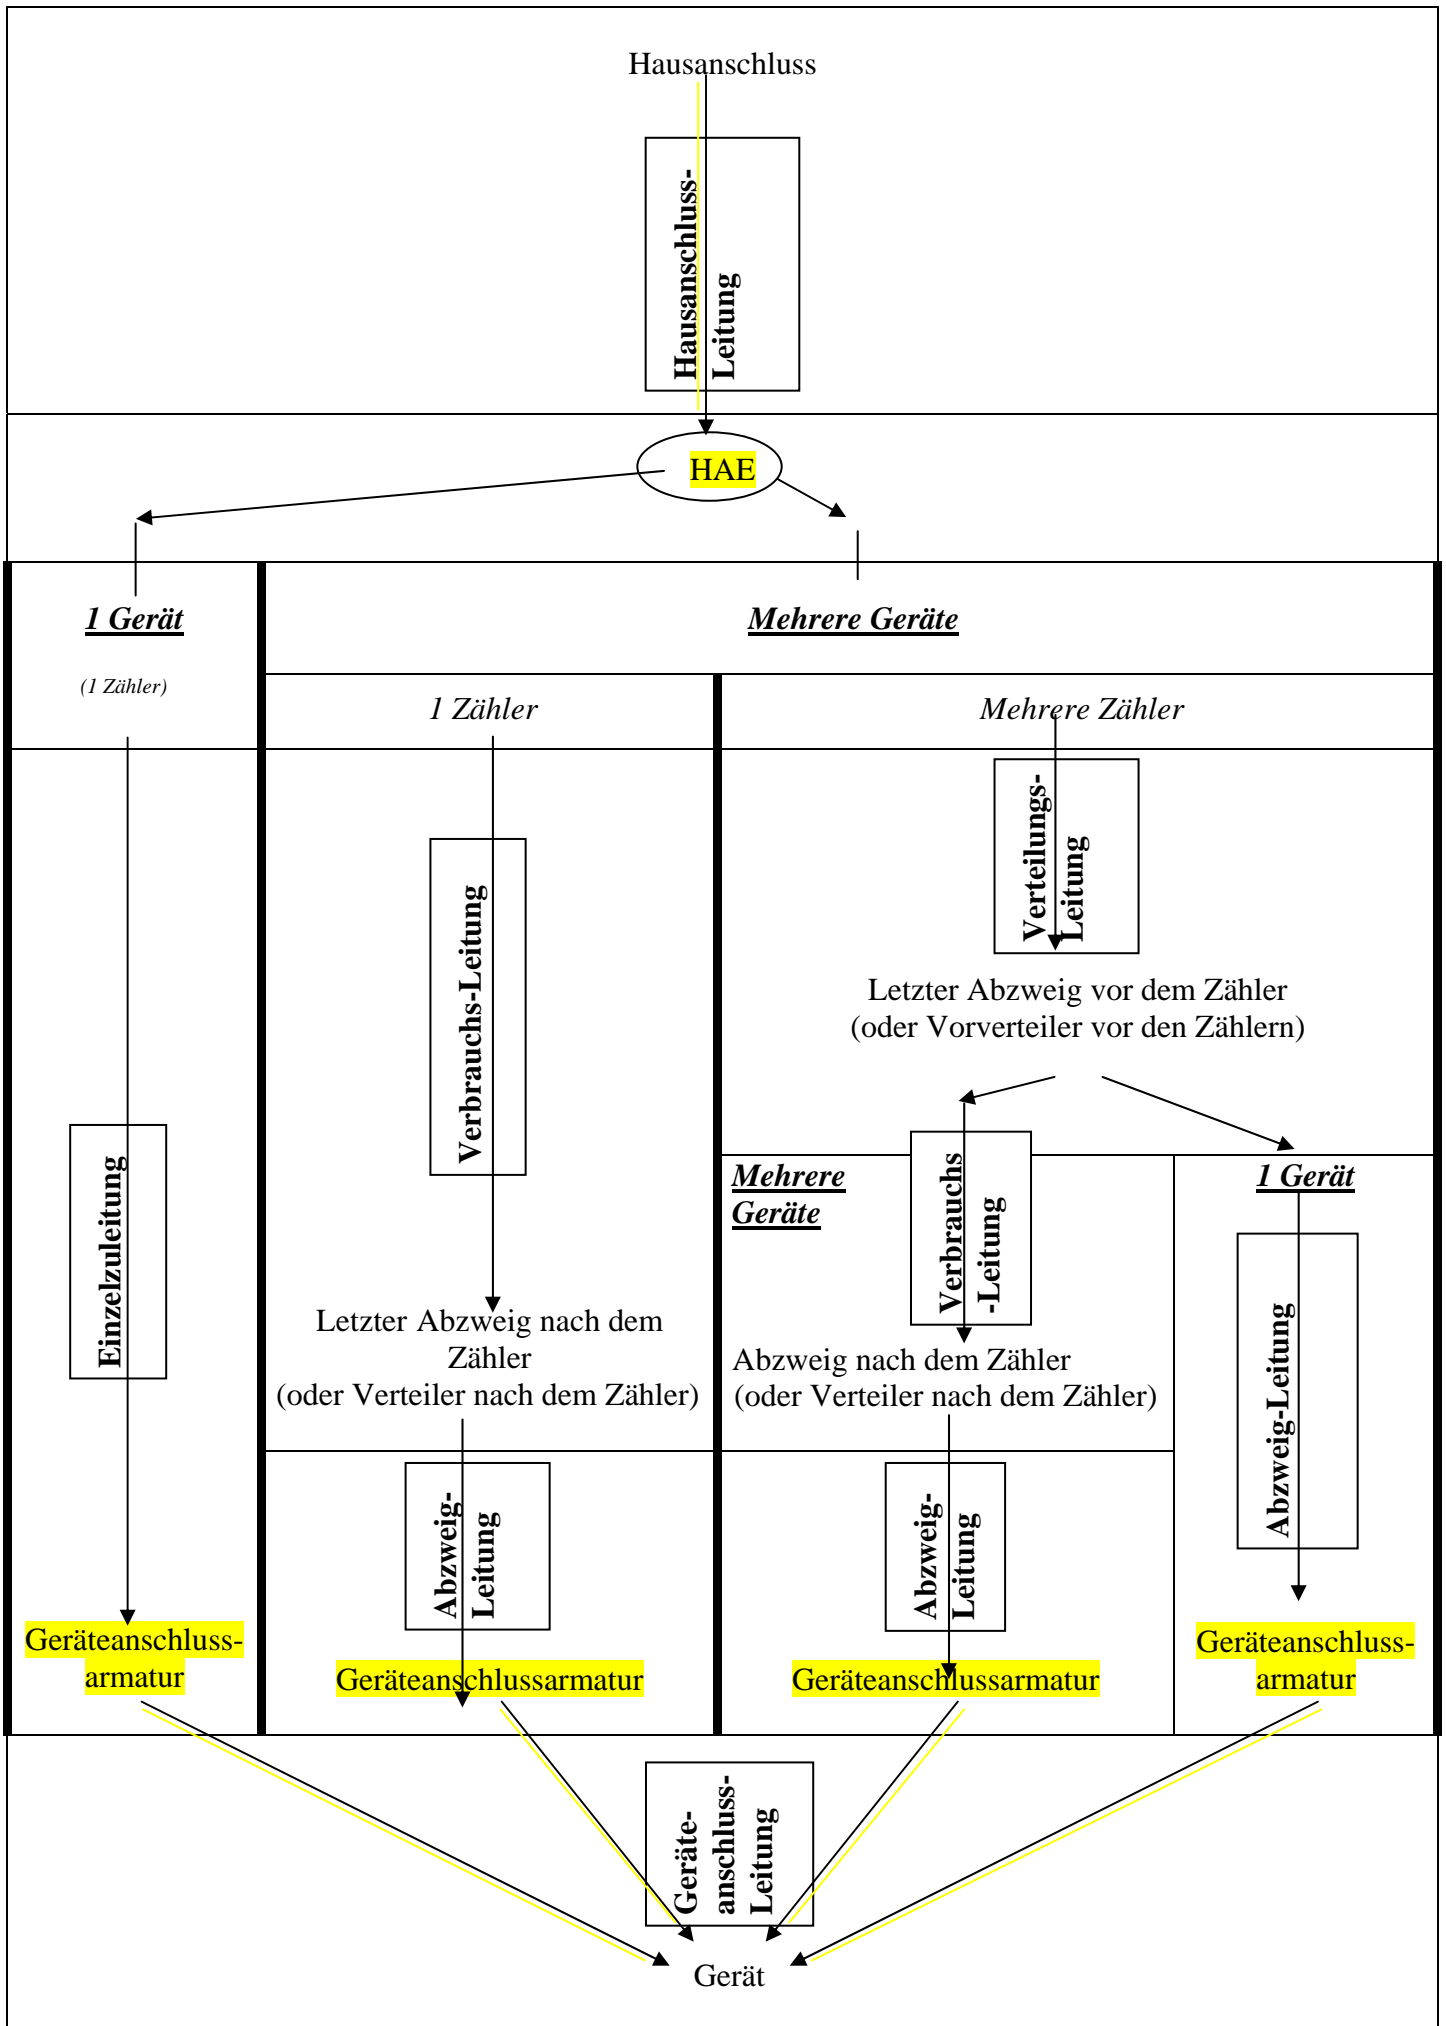 Hausanschluss
Hausanschluss-
Leitung
HAE
1 Gerät
(1 Zähler)
Mehrere Geräte
1 Zähler
Mehrere Zähler
Einzelzuleitung
Geräteanschluss-
armatur
Verbrauchs-Leitung
Letzter Abzweig nach dem
Zähler
(oder Verteiler nach dem Zähler)
Abzweig-
Leitung
Geräteanschlussarmatur
Verteilungs-
Leitung
Letzter Abzweig vor dem Zähler
(oder Vorverteiler vor den Zählern)
Mehrere
Geräte
Verbrauchs
-Leitung
Abzweig nach dem Zähler
(oder Verteiler nach dem Zähler)
Abzweig-
Leitung
Geräteanschlussarmatur
1 Gerät
Abzweig-Leitung
Geräteanschluss-
armatur
Geräte-
anschluss-
Leitung
Gerät